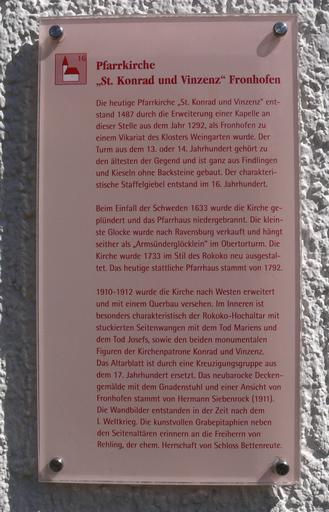 16
Pfarrkirche
„St. Konrad und Vinzenz“ Fronhofen
Die heutige Pfarrkirche „St. Konrad und Vinzenz“ ent-
stand 1487 durch die Erweiterung einer Kapelle an
dieser Stelle aus dem Jahr 1292, als Fronhofen zu
einem Vikariat des Klosters Weingarten wurde. Der
Turm aus dem 13. oder 14. Jahrhundert gehört zu
den ältesten der Gegend und ist ganz aus Findlingen
und Kieseln ohne Backsteine gebaut. Der charakteri-
stische Staffelgiebel entstand im 16. Jahrhundert.
Beim Einfall der Schweden 1633 wurde die Kirche ge-
plündert und das Pfarrhaus niedergebrannt. Die klein-
ste Glocke wurde nach Ravensburg verkauft und hängt
seither als „Armsünderglöcklein“ im Obertorturm. Die
Kirche wurde 1733 im Stil des Rokoko neu ausgestal-
tet. Das heutige stattliche Pfarrhaus stammt von 1792.
1910-1912 wurde die Kirche nach Westen erweitert
und mit einem Querbau versehen. Im Inneren ist
besonders charakteristisch der Rokoko-Hochaltar mit
stuckierten Seitenwangen mit dem Tod Mariens und
dem Tod Josefs, sowie den beiden monumentalen
Figuren der Kirchenpatrone Konrad und Vinzenz.
Das Altarblatt ist durch eine Kreuzigungsgruppe aus
dem 17. Jahrhundert ersetzt. Das neubarocke Decken-
gemälde mit dem Gnadenstuhl und einer Ansicht von
Fronhofen stammt von Hermann Siebenrock (1911).
Die Wandbilder entstanden in der Zeit nach dem
I. Weltkrieg. Die kunstvollen Grabepitaphien neben
den Seitenaltären erinnern an die Freiherrn von
Rehling, der ehem. Herrschaft von Schloss Bettenreute.